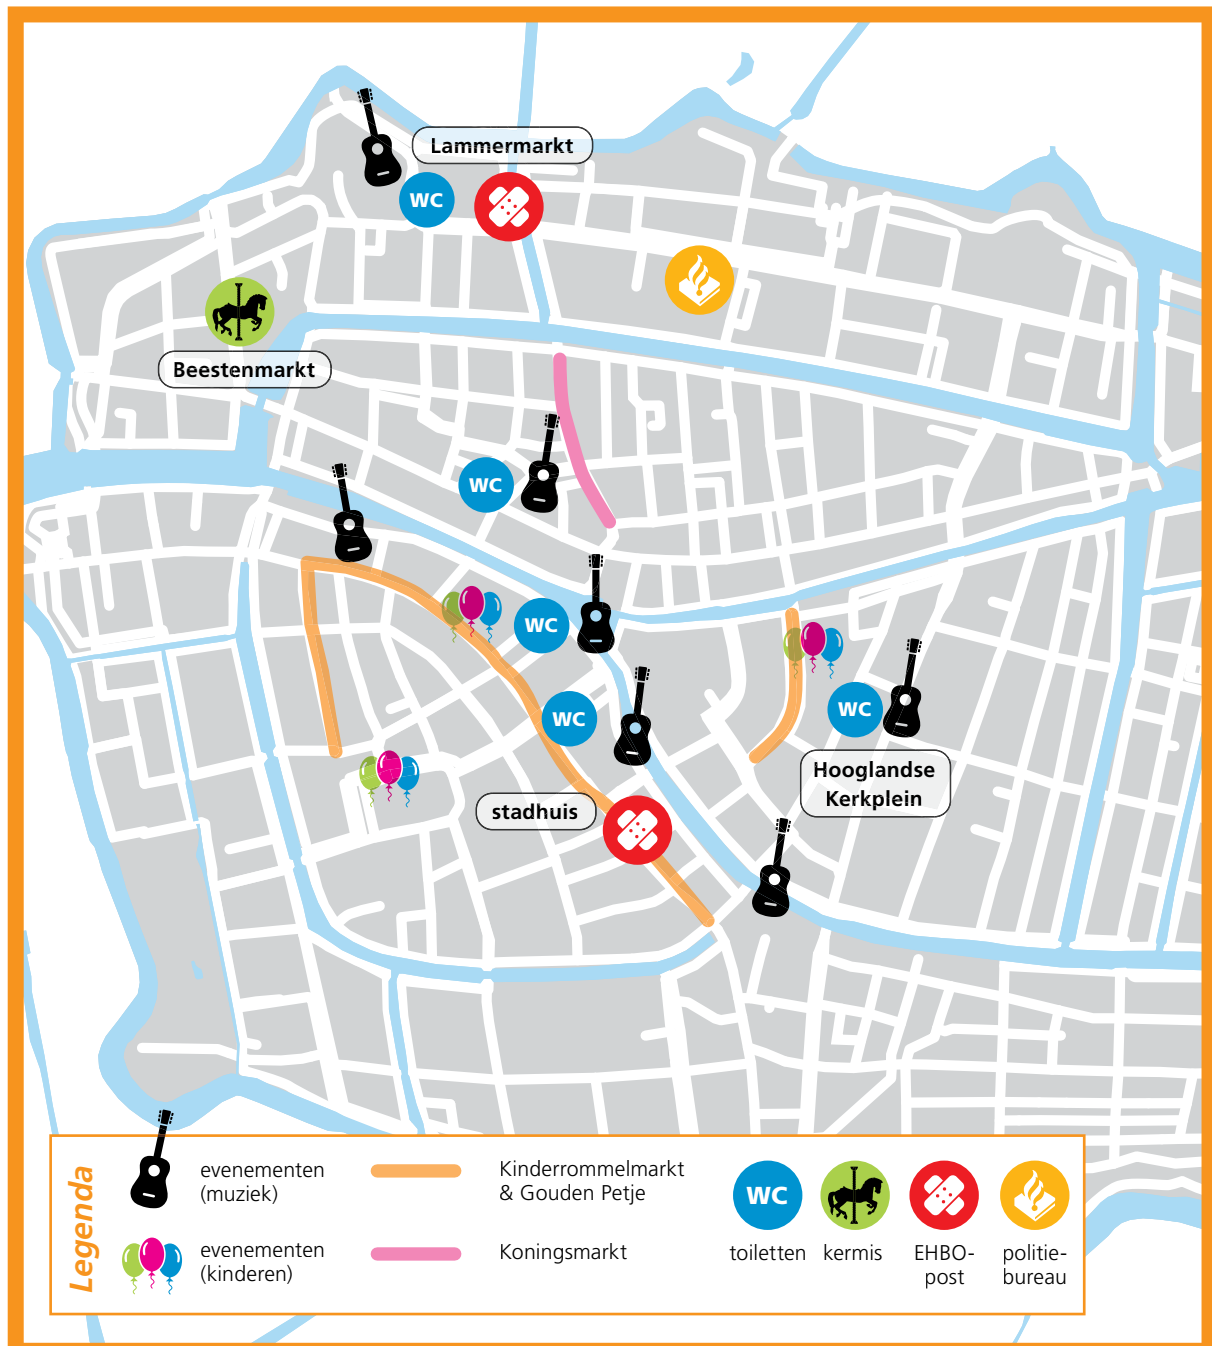 Lammermarkt
WC
Beestenmarkt
WC
WC
WC
WC
Hooglandse
Kerkplein
stadhuis
Legenda
evenementen
(muziek)
evenementen
(kinderen)
Kinderrommelmarkt
& Gouden Petje
Koningsmarkt
WC
toiletten
kermis
EHBO-
post
politie-
bureau